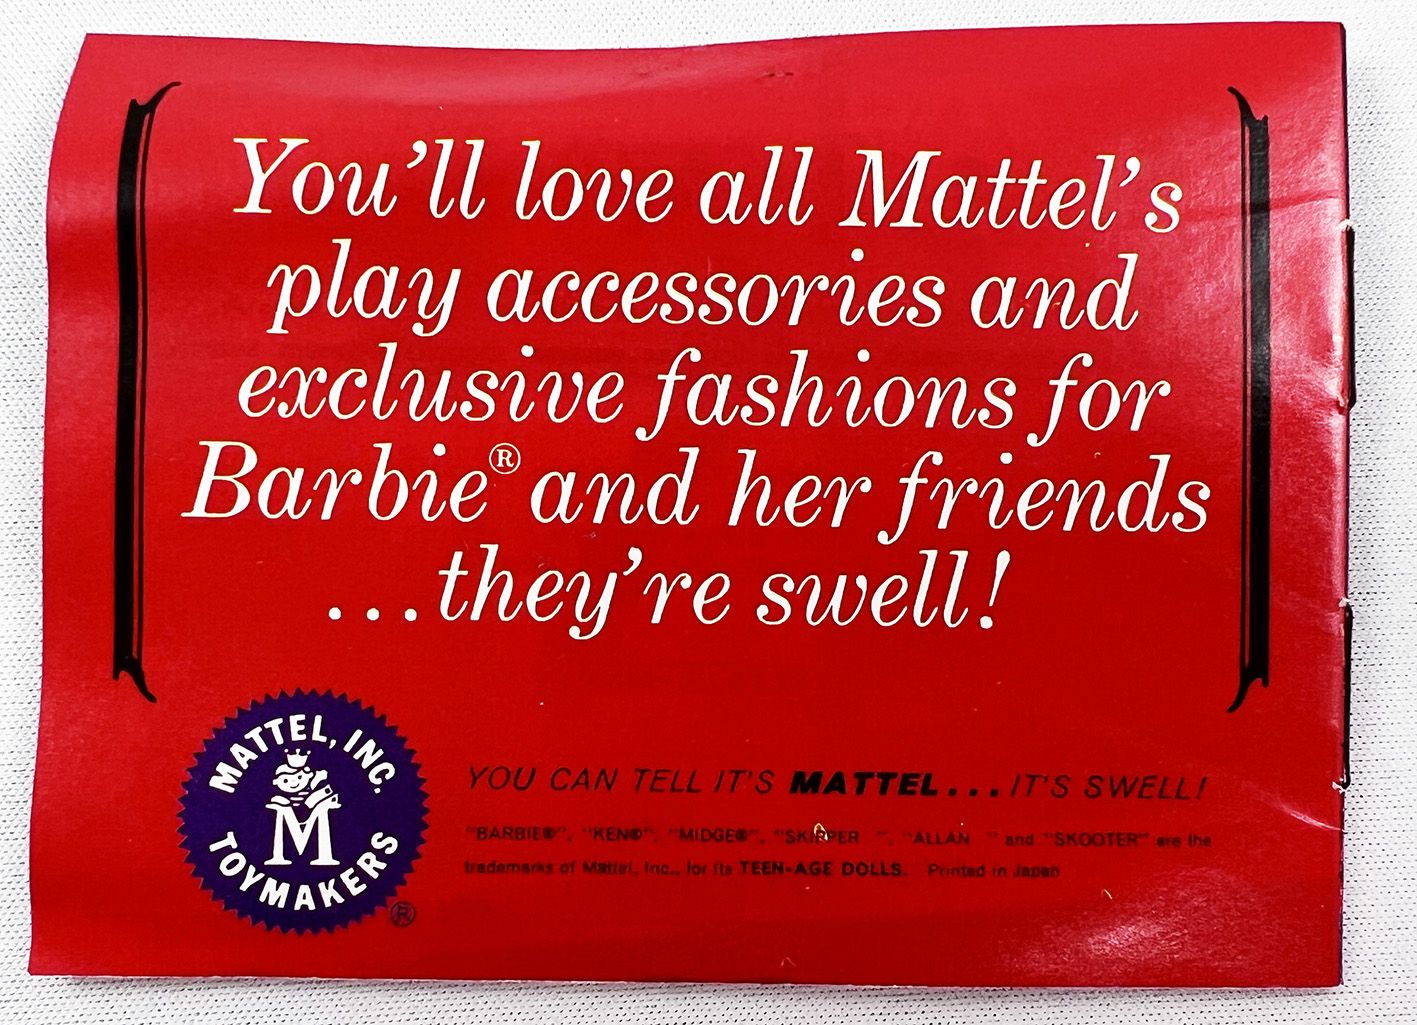 You'll love all Mattel's
play accessories and
exclusive fashions for
Barbie® and her friends
...they're swell!
MATTEL, INC.
M
TOYMAKERS
®
YOU CAN TELL IT'S MATTEL...IT'S SWELL!
"BARBIE®", "KEN®", "MIDGE®", "SKIPPER ", "ALLAN " and "SKOOTER" are the
trademarks of Mattel, Inc., for its TEEN-AGE DOLLS. Printed in Japan